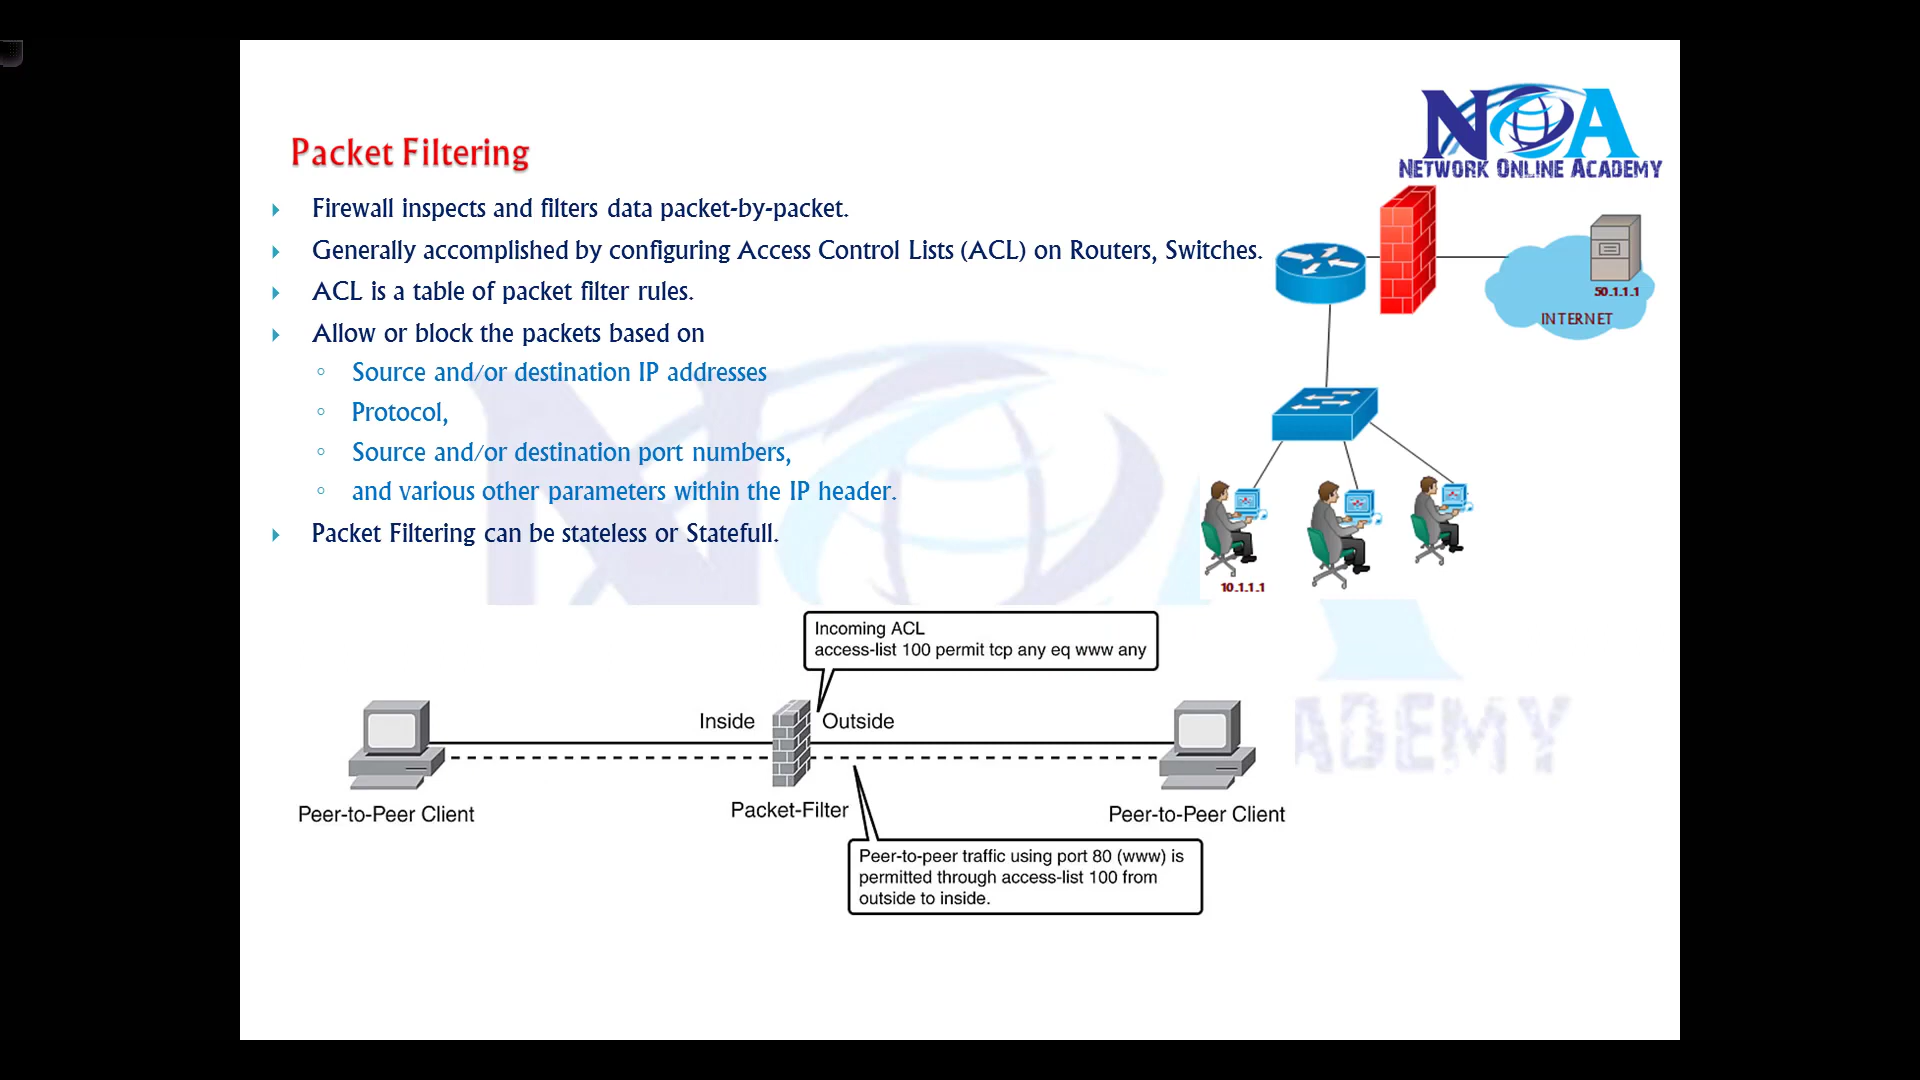 NOA
NETWORK ONLINE ACADEMY
Packet Filtering
Firewall inspects and filters data packet-by-packet.
Generally accomplished by configuring Access Control Lists (ACL) on Routers, Switches.
ACL is a table of packet filter rules.
Allow or block the packets based on
Source and/or destination IP addresses
Protocol,
Source and/or destination port numbers,
and various other parameters within the IP header.
Packet Filtering can be stateless or Statefull.
50.1.1.1
INTERNET
10.1.1.1
Incoming ACL
access-list 100 permit tcp any eq www any
Inside
Outside
Peer-to-Peer Client
Packet-Filter
Peer-to-Peer Client
Peer-to-peer traffic using port 80 (www) is
permitted through access-list 100 from
outside to inside.
ADEMY